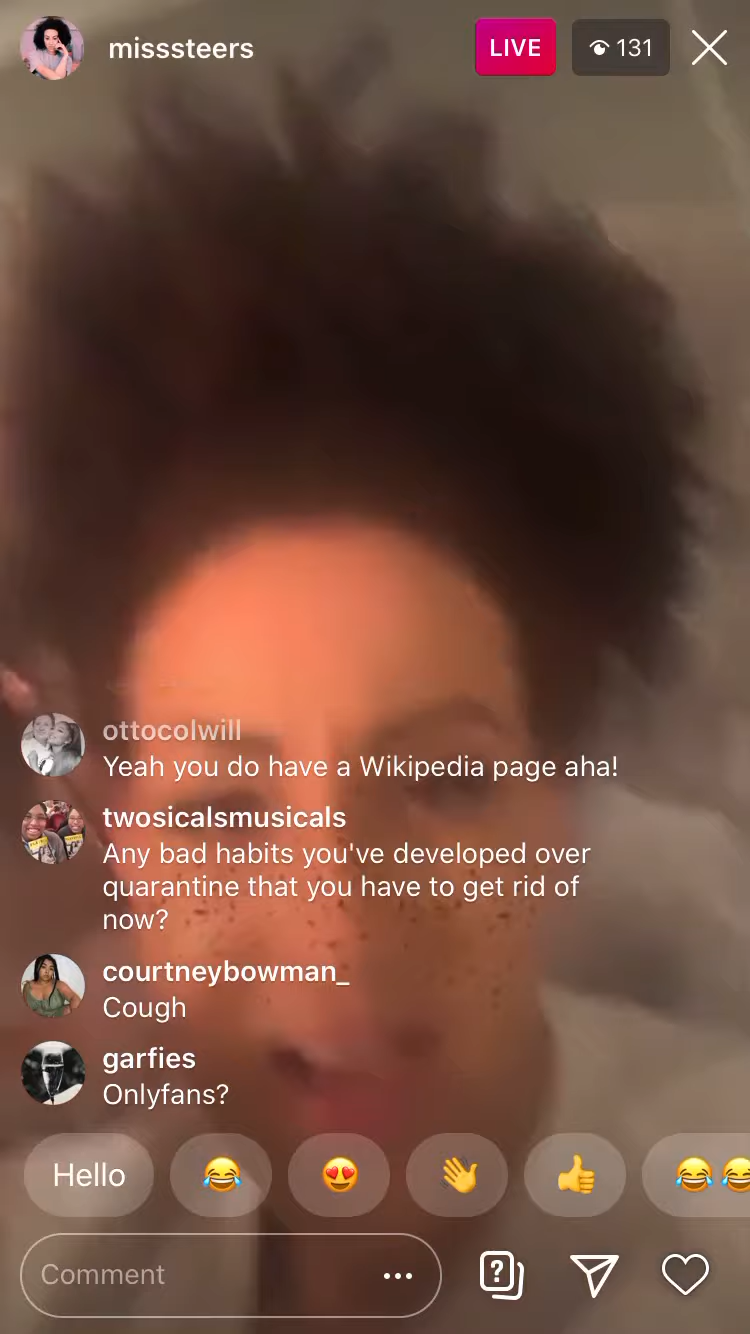 misssteers
LIVE
131
ottocolwill
Yeah you do have a Wikipedia page aha!
twosicalsmusicals
Any bad habits you've developed over
quarantine that you have to get rid of
now?
courtneybowman_
Cough
garfies
Onlyfans?
Hello 😂 😍 👋 👍 😂😂
Comment
?